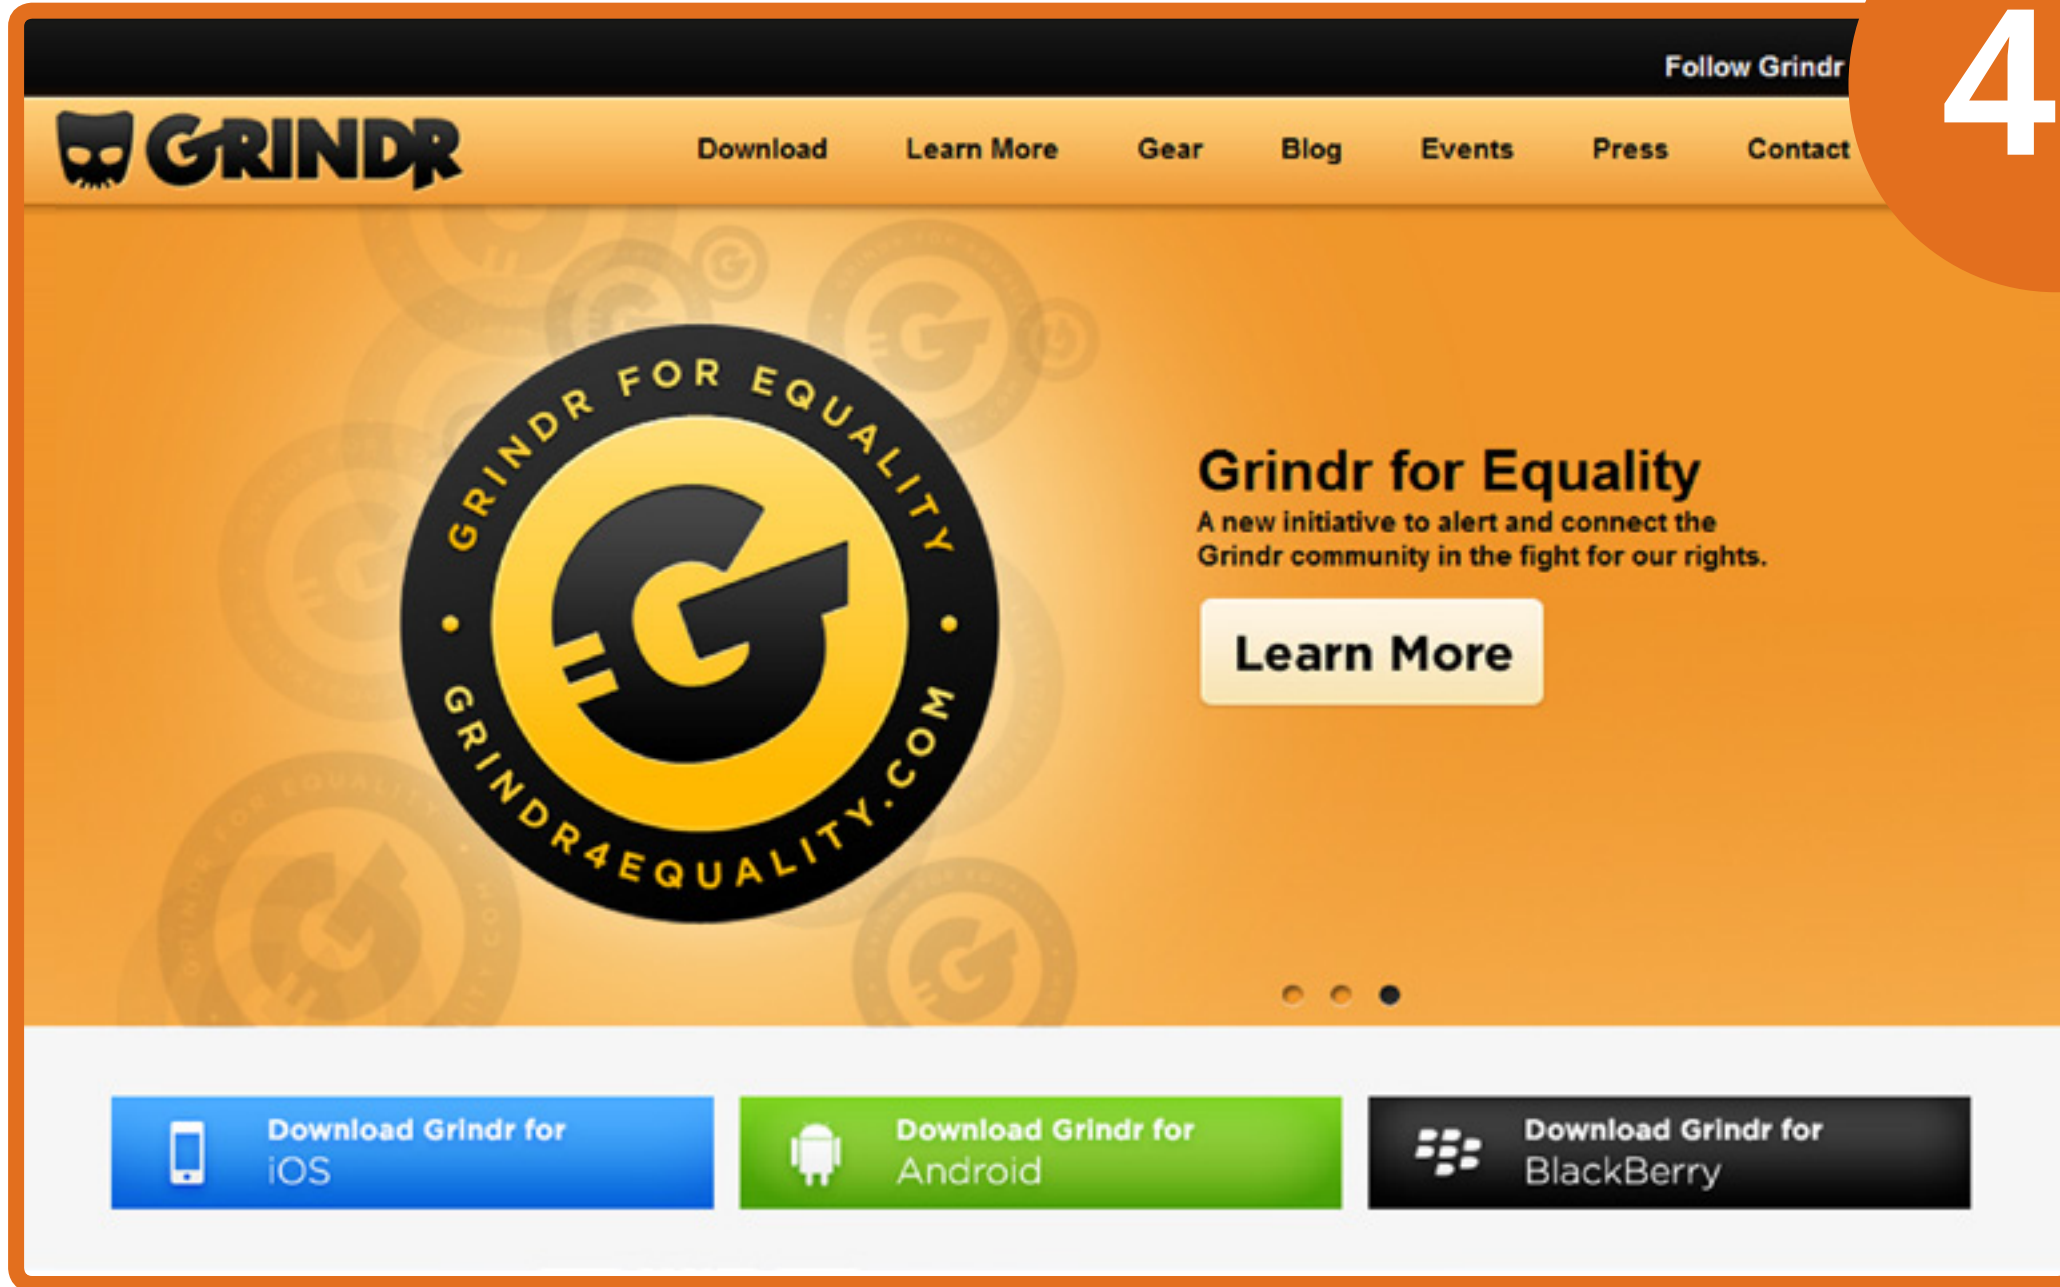 4
Follow Grindr
GRINDR
Download Learn More Gear Blog Events Press Contact
GRINDR FOR EQUALITY
G
GRINDR4EQUALITY.COM
Grindr for Equality
A new initiative to alert and connect the
Grindr community in the fight for our rights.
Learn More
Download Grindr for
iOS
Download Grindr for
Android
Download Grindr for
BlackBerry